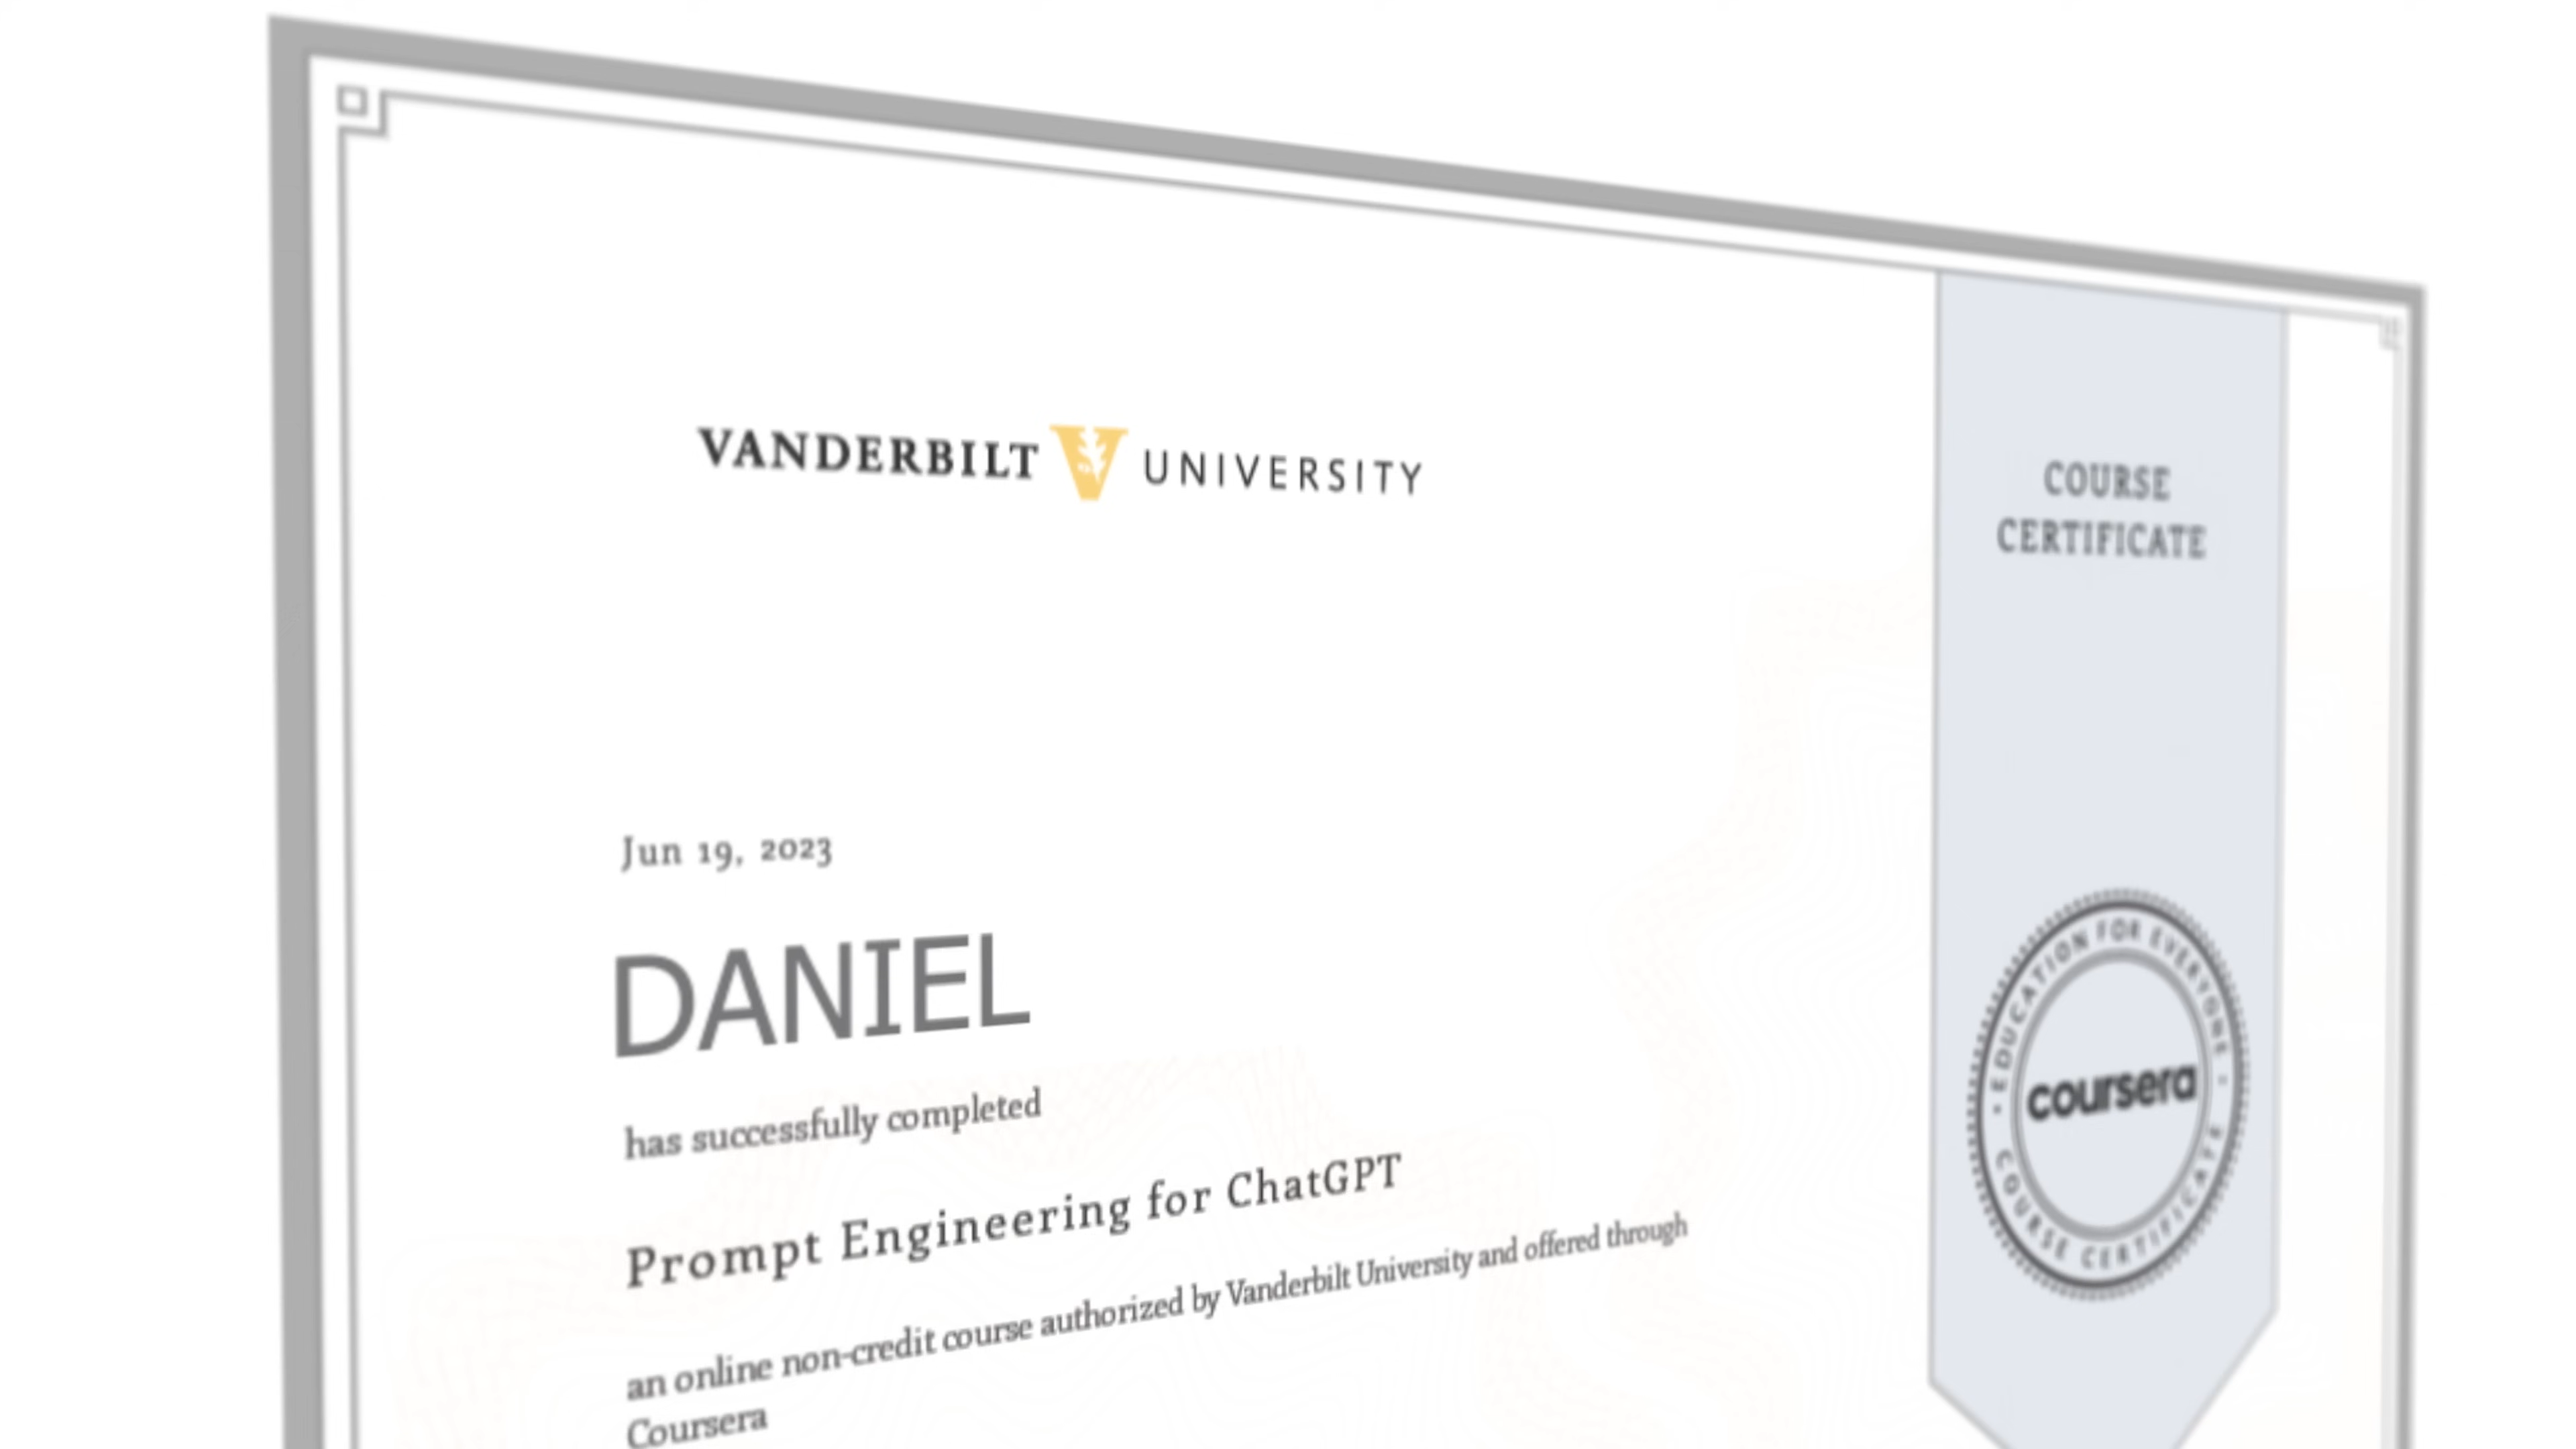 VANDERBILT V UNIVERSITY
COURSE
CERTIFICATE
Jun 19, 2023
DANIEL
has successfully completed
Prompt Engineering for ChatGPT
an online non-credit course authorized by Vanderbilt University and offered through
Coursera
EDUCATION FOR EVERYONE
coursera
COURSE CERTIFICATE